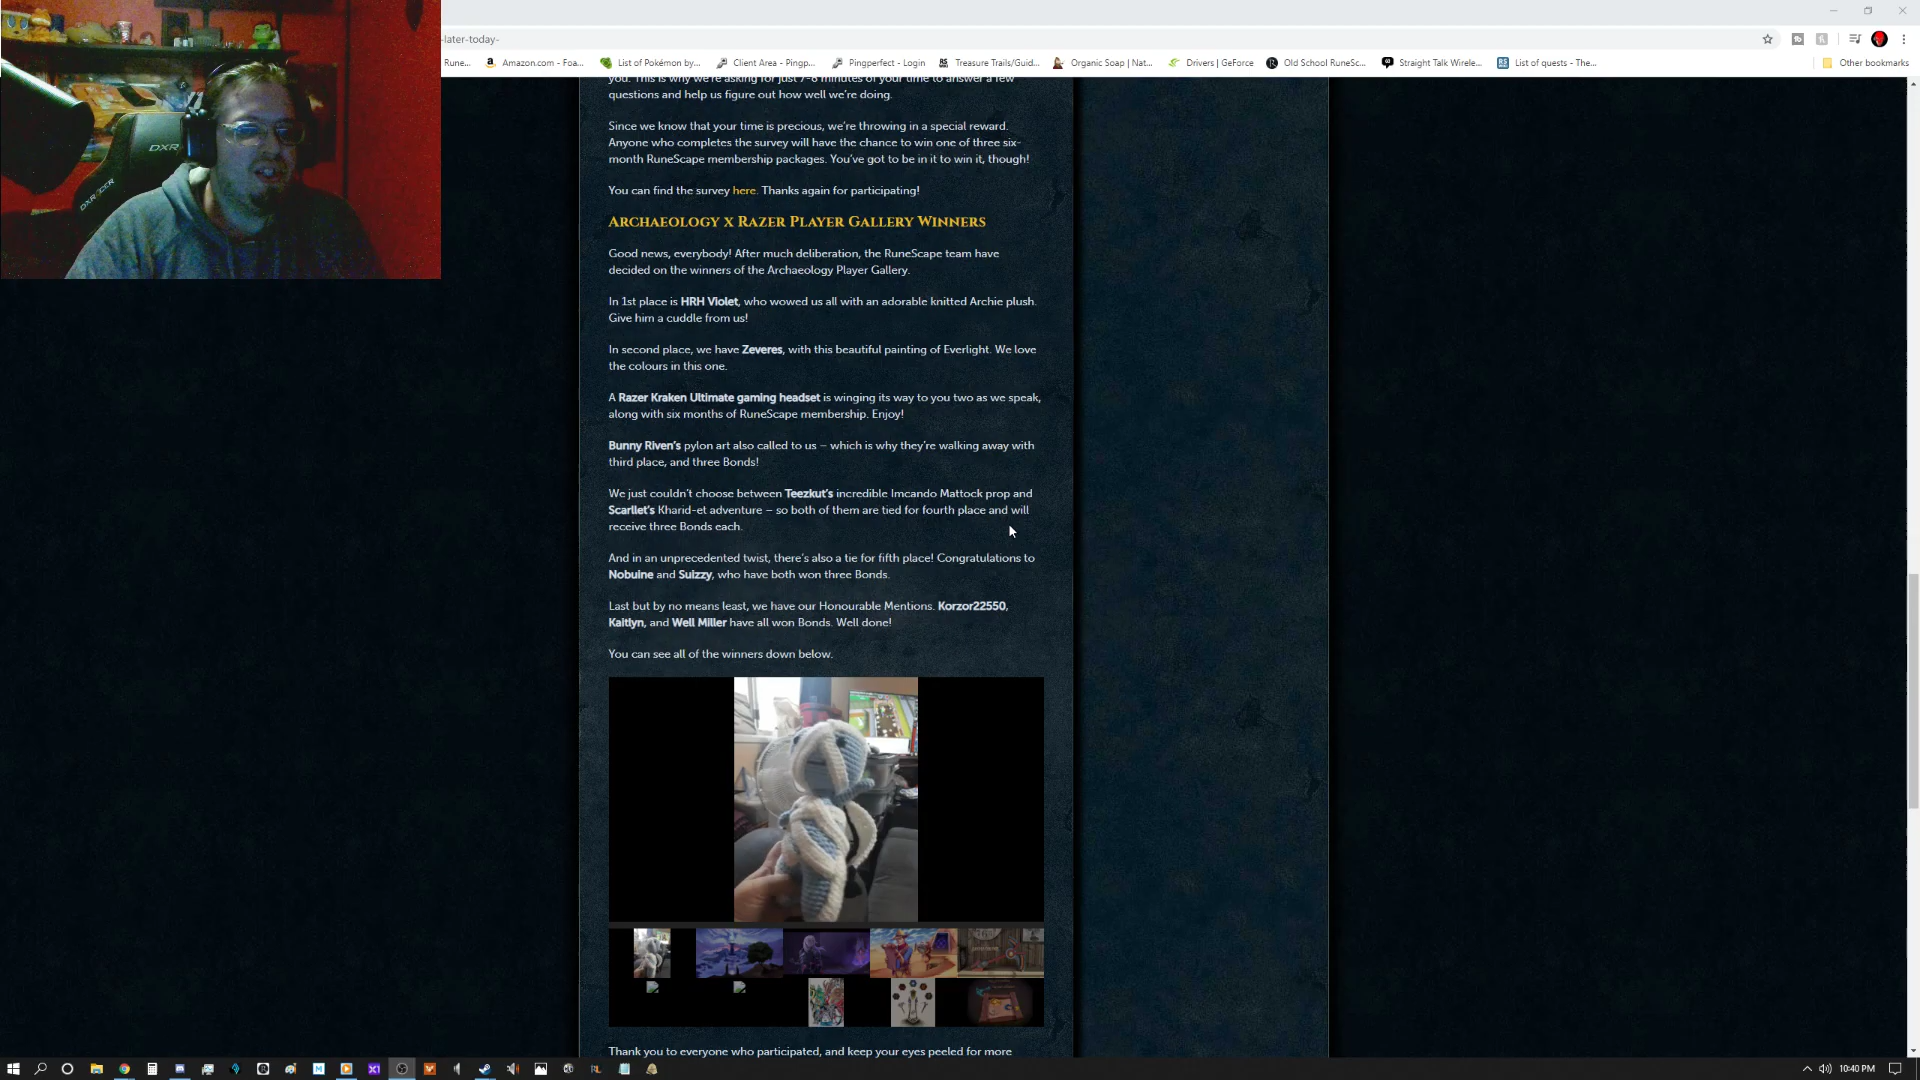 -later-today-
Rune...
Amazon.com - Foa...
List of Pokémon by...
Client Area - Pingp...
Pingperfect - Login
Treasure Trails/Guid...
Organic Soap | Nat...
Drivers | GeForce
Old School RuneSc...
Straight Talk Wirele...
List of quests - The...
Other bookmarks
DXR
DXRACER
you. This is why we're asking for just 7-8 minutes of your time to answer a few
questions and help us figure out how well we're doing.
Since we know that your time is precious, we're throwing in a special reward.
Anyone who completes the survey will have the chance to win one of three six-
month RuneScape membership packages. You've got to be in it to win it, though!
You can find the survey here. Thanks again for participating!
Archaeology x Razer Player Gallery Winners
Good news, everybody! After much deliberation, the RuneScape team have
decided on the winners of the Archaeology Player Gallery.
In 1st place is HRH Violet, who wowed us all with an adorable knitted Archie plush.
Give him a cuddle from us!
In second place, we have Zeveres, with this beautiful painting of Everlight. We love
the colours in this one.
A Razer Kraken Ultimate gaming headset is winging its way to you two as we speak,
along with six months of RuneScape membership. Enjoy!
Bunny Riven's pylon art also called to us – which is why they're walking away with
third place, and three Bonds!
We just couldn't choose between Teezkut's incredible Imcando Mattock prop and
Scarllet's Kharid-et adventure – so both of them are tied for fourth place and will
receive three Bonds each.
And in an unprecedented twist, there's also a tie for fifth place! Congratulations to
Nobuine and Suizzy, who have both won three Bonds.
Last but by no means least, we have our Honourable Mentions. Korzor22550,
Kaitlyn, and Well Miller have all won Bonds. Well done!
You can see all of the winners down below.
Thank you to everyone who participated, and keep your eyes peeled for more
10:40 PM